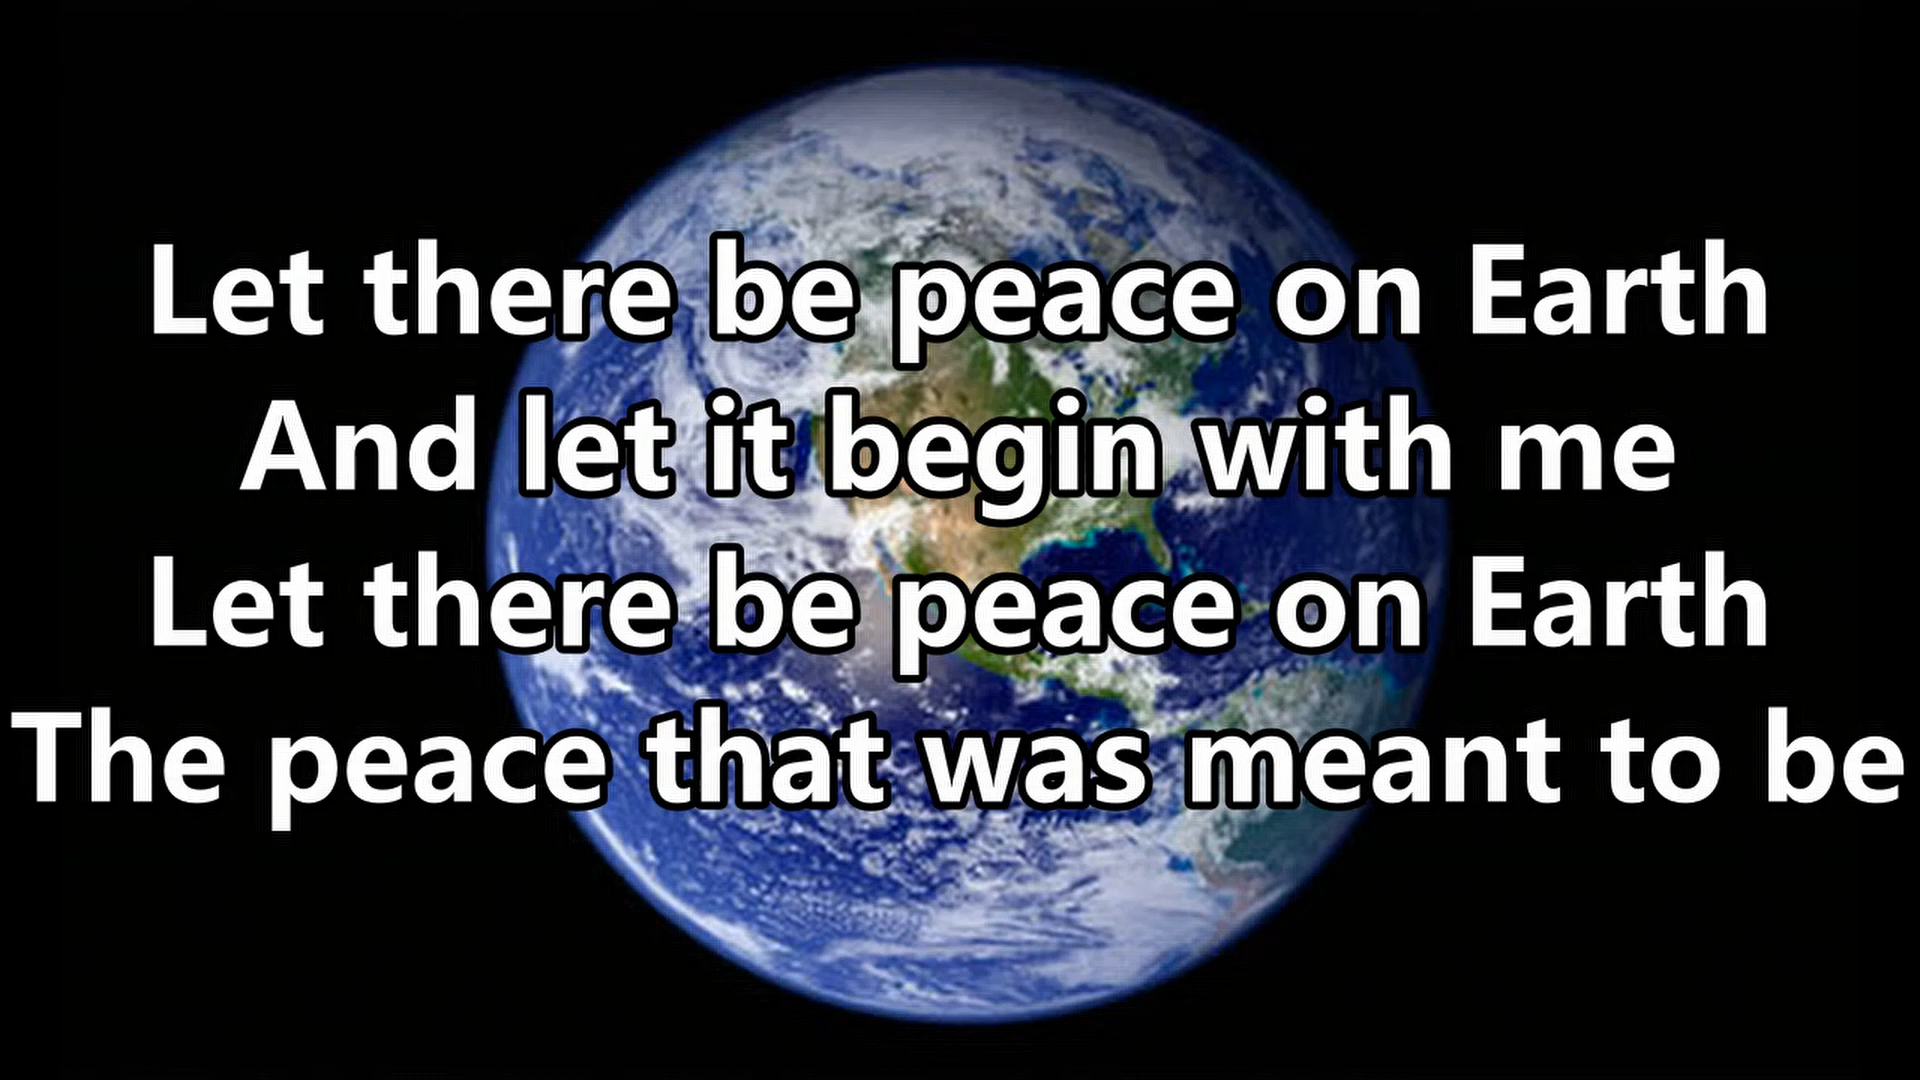 Let there be peace on Earth
And let it begin with me
Let there be peace on Earth
The peace that was meant to be